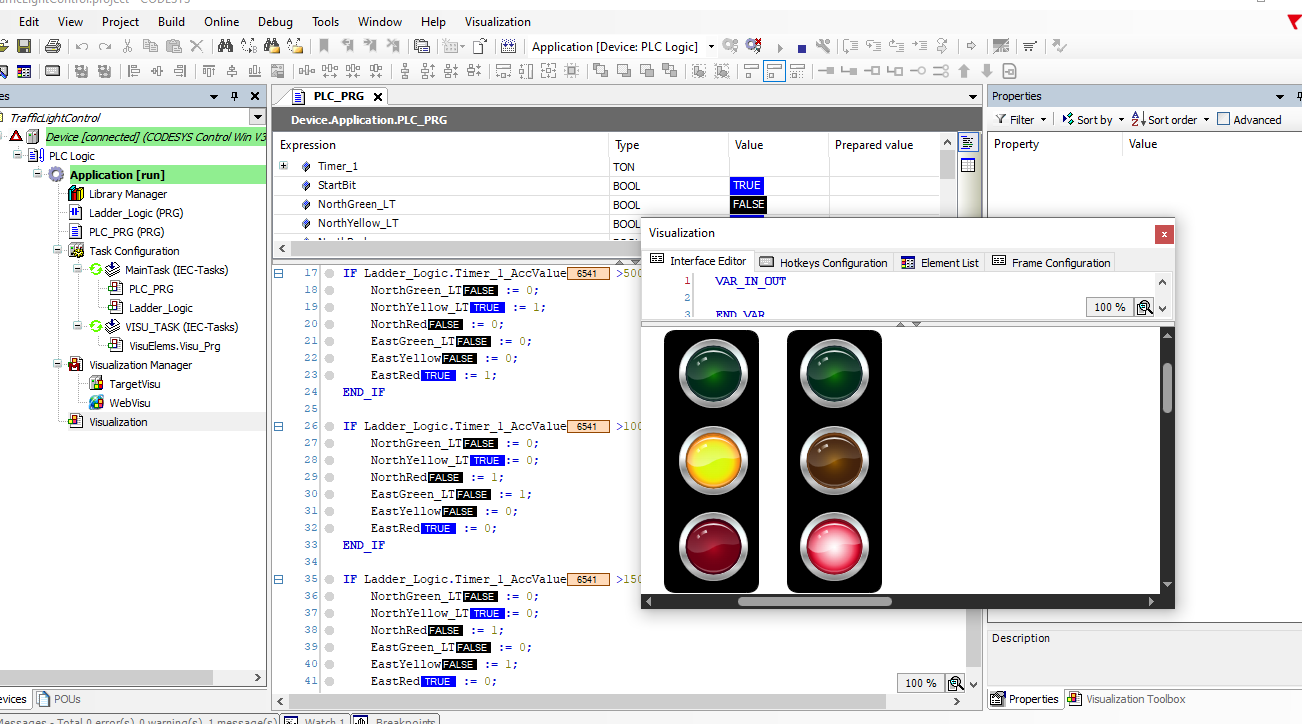 TrafficLightControl.project - CODESYS
Edit View Project Build Online Debug Tools Window Help Visualization
Application [Device: PLC Logic]
PLC_PRG
Properties
TrafficLightControl
Device.Application.PLC_PRG
Filter Sort by Sort order Advanced
Device [connected] (CODESYS Control Win V3
Expression Type Value Prepared value
Property Value
PLC Logic
Timer_1 TON
Application [run]
StartBit BOOL TRUE
Library Manager
NorthGreen_LT BOOL FALSE
Ladder_Logic (PRG)
NorthYellow_LT BOOL
PLC_PRG (PRG)
Task Configuration
MainTask (IEC-Tasks)
PLC_PRG
Ladder_Logic
VISU_TASK (IEC-Tasks)
VisuElems.Visu_Prg
Visualization Manager
TargetVisu
WebVisu
Visualization
17 IF Ladder_Logic.Timer_1_AccValue 6541 >500
18 NorthGreen_LT FALSE := 0;
19 NorthYellow_LT TRUE := 1;
20 NorthRed FALSE := 0;
21 EastGreen_LT FALSE := 0;
22 EastYellow FALSE := 0;
23 EastRed TRUE := 1;
24 END_IF
25
26 IF Ladder_Logic.Timer_1_AccValue 6541 >100
27 NorthGreen_LT FALSE := 0;
28 NorthYellow_LT TRUE := 0;
29 NorthRed FALSE := 1;
30 EastGreen_LT FALSE := 1;
31 EastYellow FALSE := 0;
32 EastRed TRUE := 0;
33 END_IF
34
35 IF Ladder_Logic.Timer_1_AccValue 6541 >150
36 NorthGreen_LT FALSE := 0;
37 NorthYellow_LT TRUE := 0;
38 NorthRed FALSE := 1;
39 EastGreen_LT FALSE := 0;
40 EastYellow FALSE := 1;
41 EastRed TRUE := 0;
100 %
Visualization
x
Interface Editor Hotkeys Configuration Element List Frame Configuration
1 VAR_IN_OUT
2
3 END_VAR
100 %
Description
POUs
Properties Visualization Toolbox
Messages - Total 0 error(s), 0 warning(s), 1 message(s) Watch 1 Breakpoints